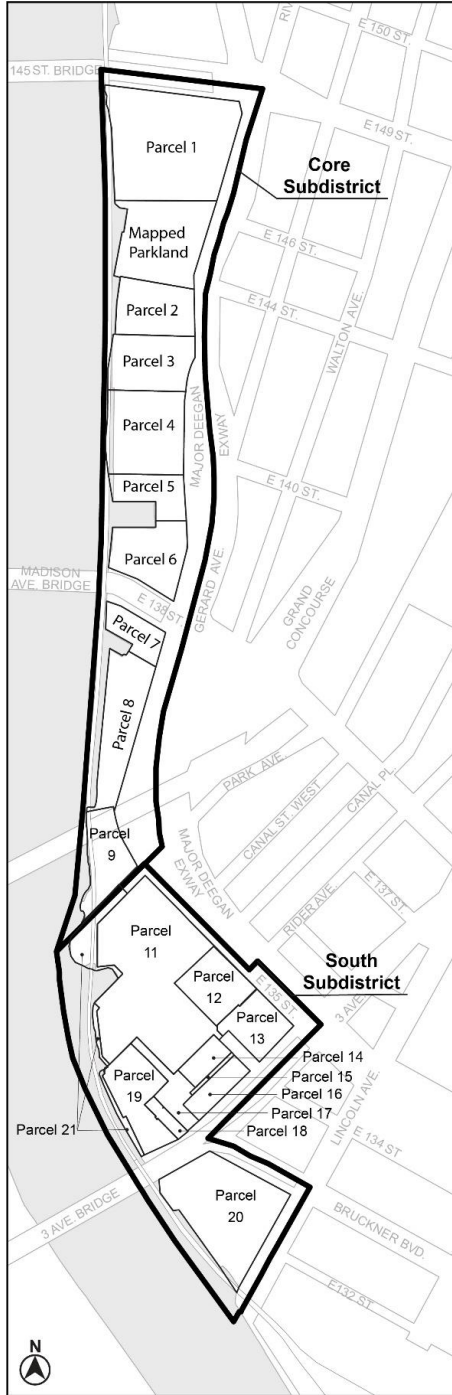 RIV
E 150 ST.
145 ST. BRIDGE
E 149 ST.
Parcel 1
Core
Subdistrict
Mapped
Parkland
E 146 ST.
E 144 ST.
WALTON AVE.
Parcel 2
Parcel 3
MAJOR DEEGAN
EXWAY
Parcel 4
E 140 ST.
Parcel 5
Parcel 6
MADISON
AVE. BRIDGE
E 138 ST.
GERARD AVE.
GRAND
CONCOURSE
Parcel 7
Parcel 8
PARK AVE.
CANAL ST. WEST
CANAL PL.
Parcel
9
MAJOR DEEGAN
EXWAY
RIDER AVE.
E 137 ST.
Parcel
11
South
Subdistrict
Parcel
12
E 135 ST.
3 AVE.
Parcel
13
Parcel 14
Parcel 15
Parcel
19
Parcel 16
Parcel 17
Parcel 18
Parcel 21
LINCOLN AVE.
E 134 ST.
Parcel
20
3 AVE. BRIDGE
BRUCKNER BVD.
E132 ST
N